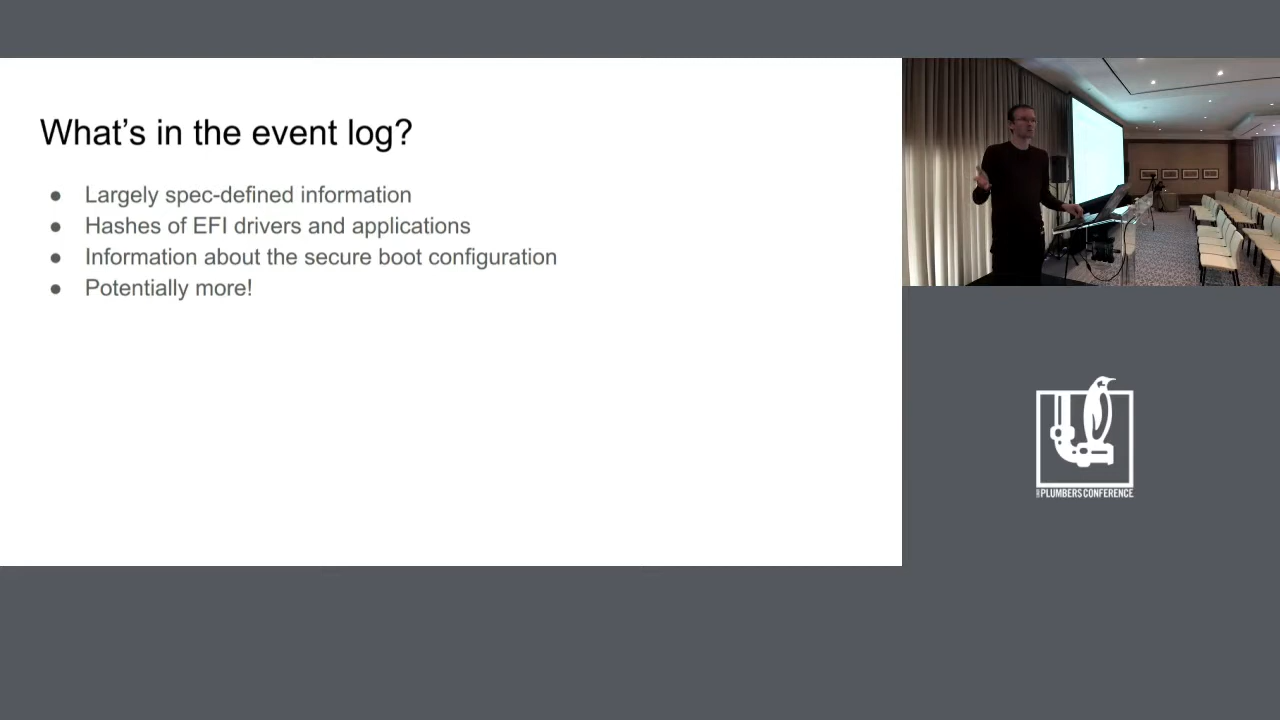 What's in the event log?
● Largely spec-defined information
● Hashes of EFI drivers and applications
● Information about the secure boot configuration
● Potentially more!
PLUMBERS CONFERENCE